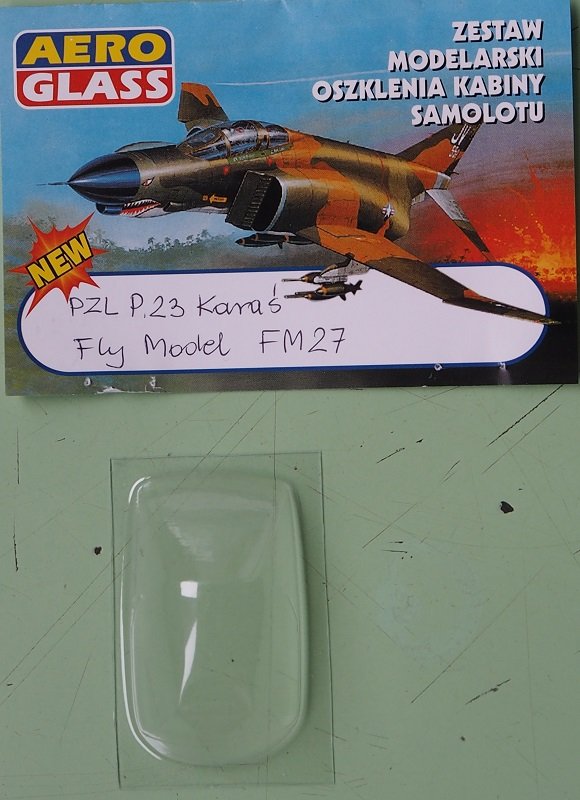 AERO
GLASS
ZESTAW
MODELARSKI
OSZKLENIA KABINY
SAMOLOTU
NEW
PZL P.23 Karaś
Fly Model FM27